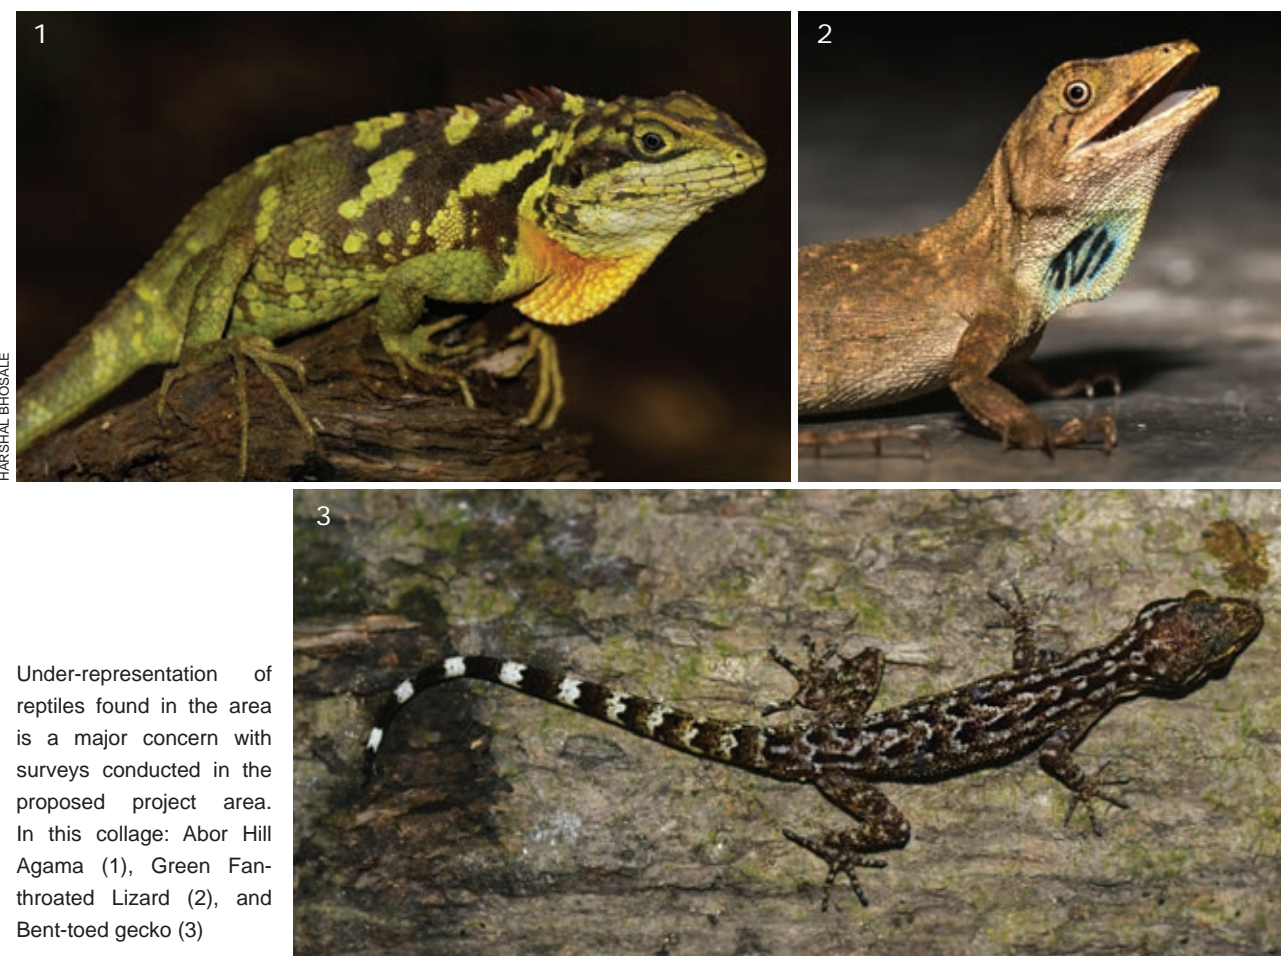 1
2
HARSHAL BHOSALE
3
Under-representation of
reptiles found in the area
is a major concern with
surveys conducted in the
proposed project area.
In this collage: Abor Hill
Agama (1), Green Fan-
throated Lizard (2), and
Bent-toed gecko (3)